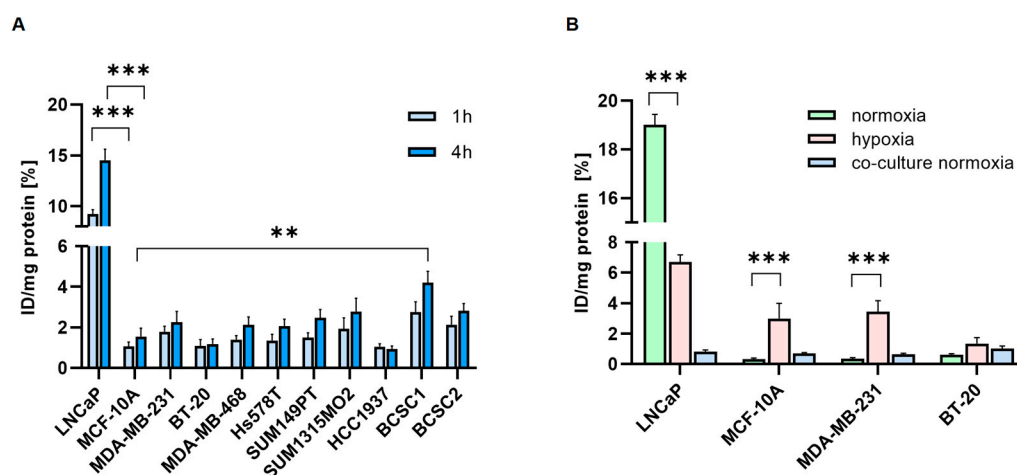 A
***
***
20
15
10
6
4
2
0
ID/mg protein [%]
1h
4h
**
LNCaP
MCF-10A
MDA-MB-231
BT-20
MDA-MB-468
Hs578T
SUM149PT
SUM1315MO2
HCC1937
BCSC1
BCSC2
B
***
20
18
16
8
6
4
2
0
ID/mg protein [%]
normoxia
hypoxia
co-culture normoxia
***
***
LNCaP
MCF-10A
MDA-MB-231
BT-20